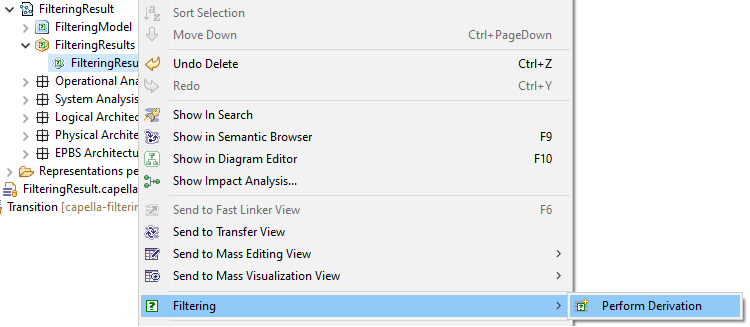 FilteringResult
FilteringModel
FilteringResults
FilteringResu
Operational Ana
System Analysis
Logical Architec
Physical Archite
EPBS Architectu
Representations pe
FilteringResult.capella
Transition [capella-filterin
Sort Selection
Move Down Ctrl+PageDown
Undo Delete Ctrl+Z
Redo Ctrl+Y
Show In Search
Show in Semantic Browser F9
Show in Diagram Editor F10
Show Impact Analysis...
Send to Fast Linker View F6
Send to Transfer View
Send to Mass Editing View
Send to Mass Visualization View
Filtering
Perform Derivation